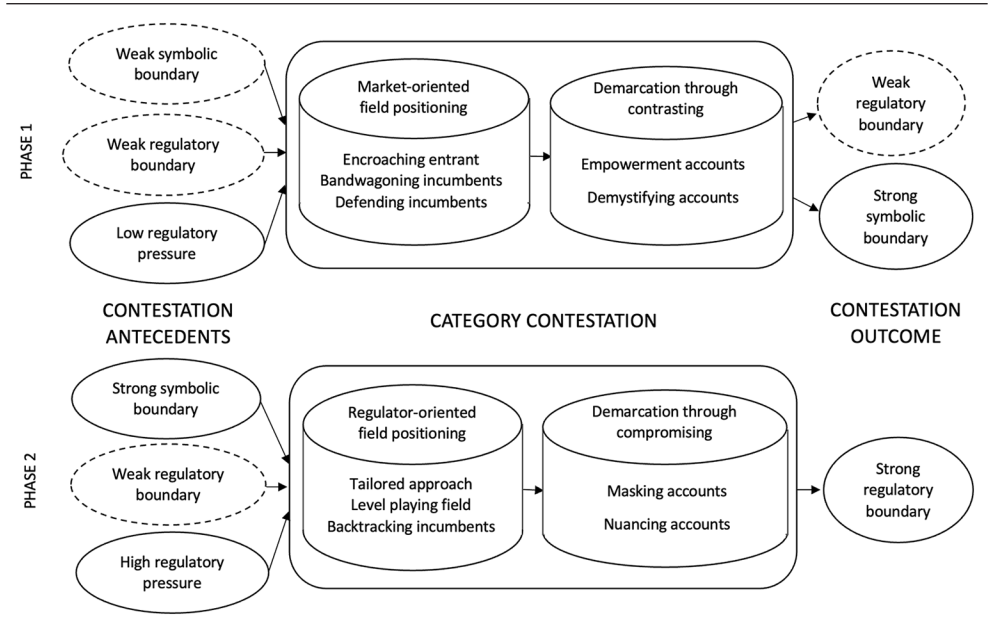 PHASE 1
Weak symbolic
boundary
Weak regulatory
boundary
Low regulatory
pressure
Market-oriented
field positioning
Encroaching entrant
Bandwagoning incumbents
Defending incumbents
Demarcation through
contrasting
Empowerment accounts
Demystifying accounts
Weak
regulatory
boundary
Strong
symbolic
boundary
CONTESTATION
ANTECEDENTS
CATEGORY CONTESTATION
CONTESTATION
OUTCOME
PHASE 2
Strong symbolic
boundary
Weak regulatory
boundary
High regulatory
pressure
Regulator-oriented
field positioning
Tailored approach
Level playing field
Backtracking incumbents
Demarcation through
compromising
Masking accounts
Nuancing accounts
Strong
regulatory
boundary